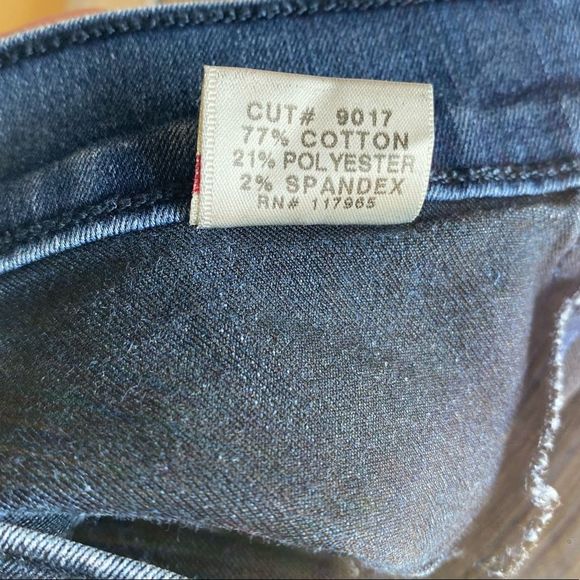 CUT# 9017
77% COTTON
21% POLYESTER
2% SPANDEX
RN# 117965